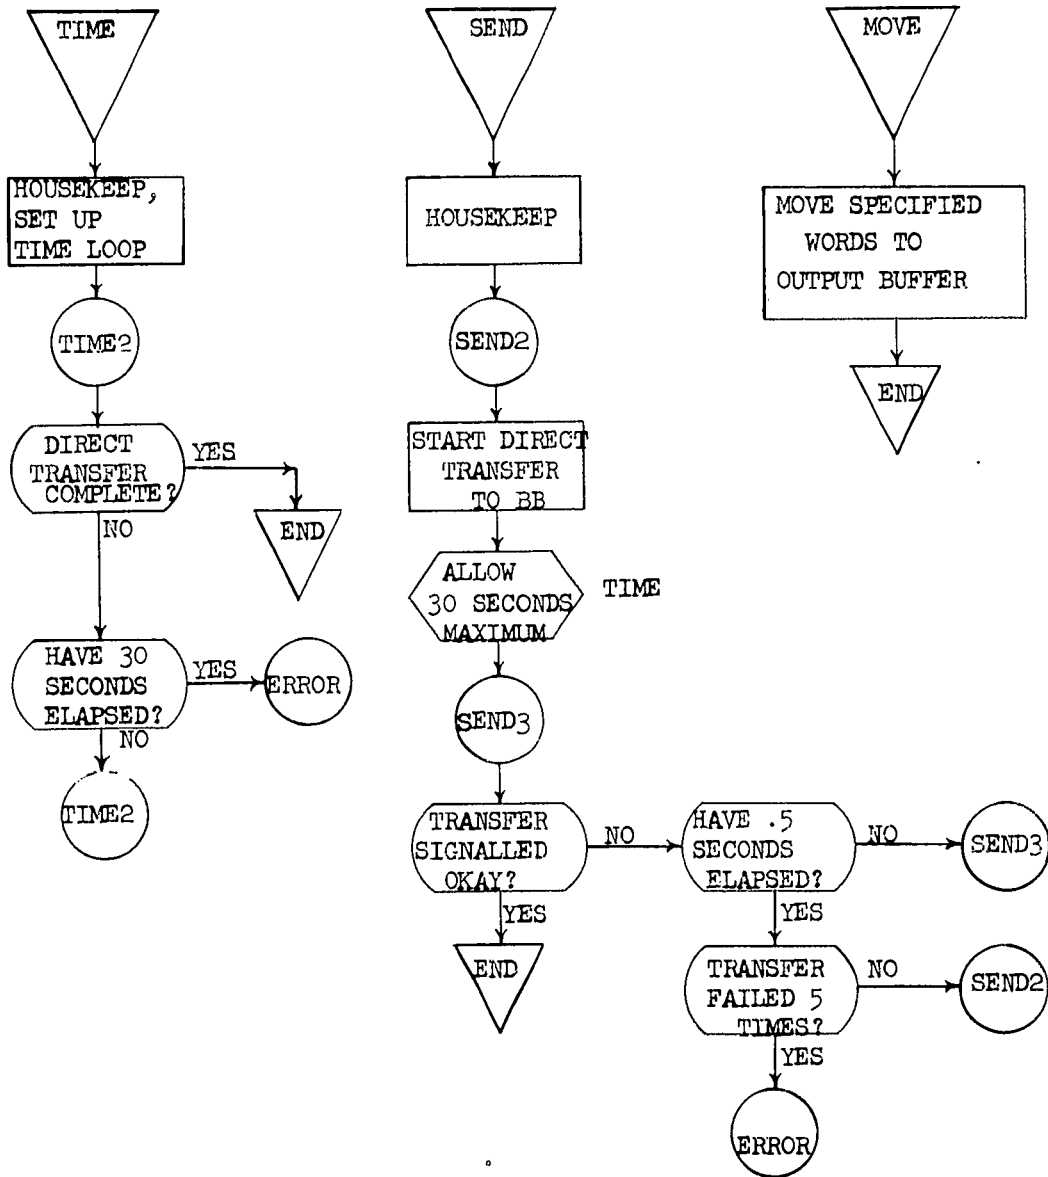 TIME
HOUSEKEEP,
SET UP
TIME LOOP
TIME2
DIRECT
TRANSFER
COMPLETE?
YES
END
NO
HAVE 30
SECONDS
ELAPSED?
YES
ERROR
NO
TIME2
SEND
HOUSEKEEP
SEND2
START DIRECT
TRANSFER
TO BB
ALLOW
30 SECONDS
MAXIMUM
TIME
SEND3
TRANSFER
SIGNALLED
OKAY?
YES
END
NO
HAVE .5
SECONDS
ELAPSED?
NO
SEND3
YES
TRANSFER
FAILED 5
TIMES?
NO
SEND2
YES
ERROR
MOVE
MOVE SPECIFIED
WORDS TO
OUTPUT BUFFER
END